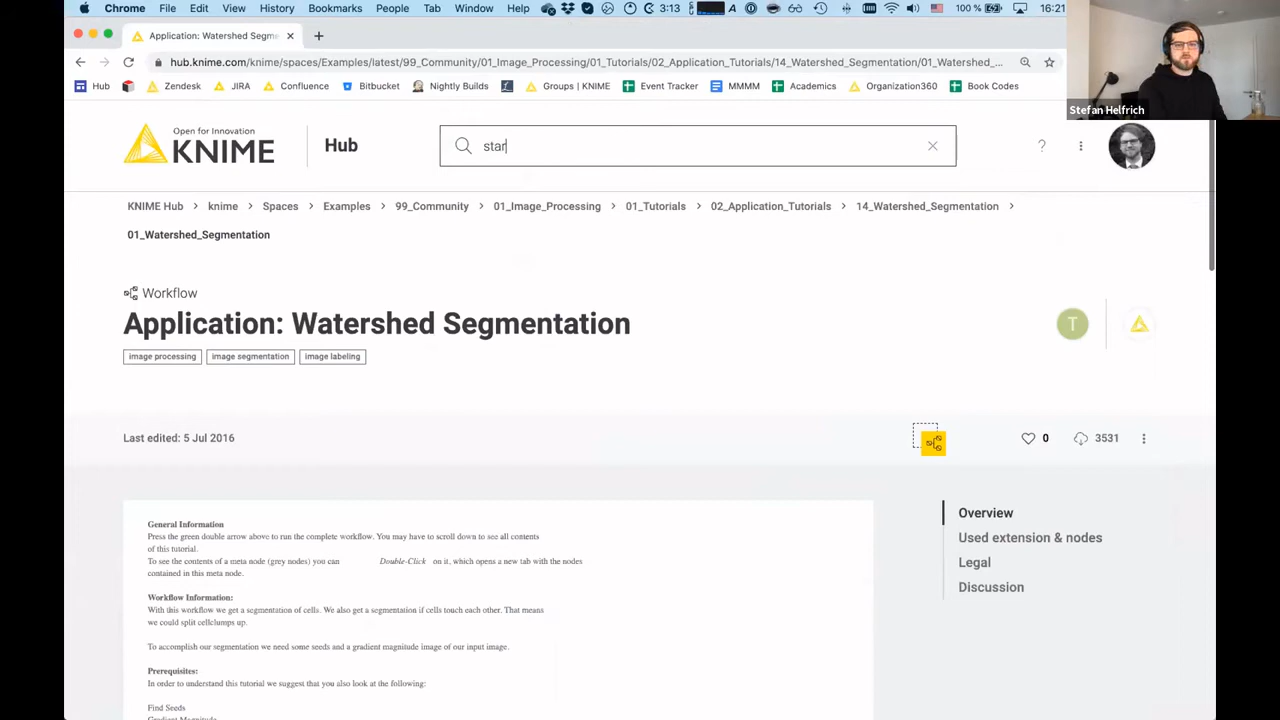 Chrome File Edit View History Bookmarks People Tab Window Help 3:13 100 % 16:21
Application: Watershed Segme
hub.knime.com/knime/spaces/Examples/latest/99_Community/01_Image_Processing/01_Tutorials/02_Application_Tutorials/14_Watershed_Segmentation/01_Watershed_...
Hub Zendesk JIRA Confluence Bitbucket Nightly Builds Groups | KNIME Event Tracker MMMM Academics Organization360 Book Codes
Stefan Helfrich
Open for Innovation
KNIME
Hub
star
?
KNIME Hub > knime > Spaces > Examples > 99_Community > 01_Image_Processing > 01_Tutorials > 02_Application_Tutorials > 14_Watershed_Segmentation >
01_Watershed_Segmentation
Workflow
Application: Watershed Segmentation
T
image processing image segmentation image labeling
Last edited: 5 Jul 2016
0 3531
General Information
Press the green double arrow above to run the complete workflow. You may have to scroll down to see all contents
of this tutorial.
To see the contents of a meta node (grey nodes) you can Double-Click on it, which opens a new tab with the nodes
contained in this meta node.
Workflow Information:
With this workflow we get a segmentation of cells. We also get a segmentation if cells touch each other. That means
we could split cellclumps up.
To accomplish our segmentation we need some seeds and a gradient magnitude image of our input image.
Prerequisites:
In order to understand this tutorial we suggest that you also look at the following:
Find Seeds
Gradient Magnitude
Overview
Used extension & nodes
Legal
Discussion